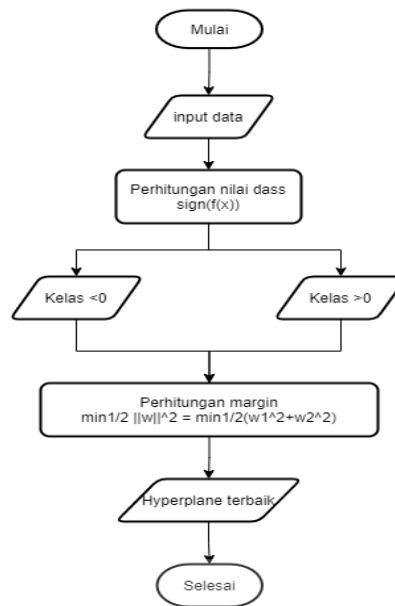 Mulai
input data
Perhitungan nilai dass
sign(f(x))
Kelas <0
Kelas >0
Perhitungan margin
min1/2 ||w||^2 = min1/2(w1^2+w2^2)
Hyperplane terbaik
Selesai